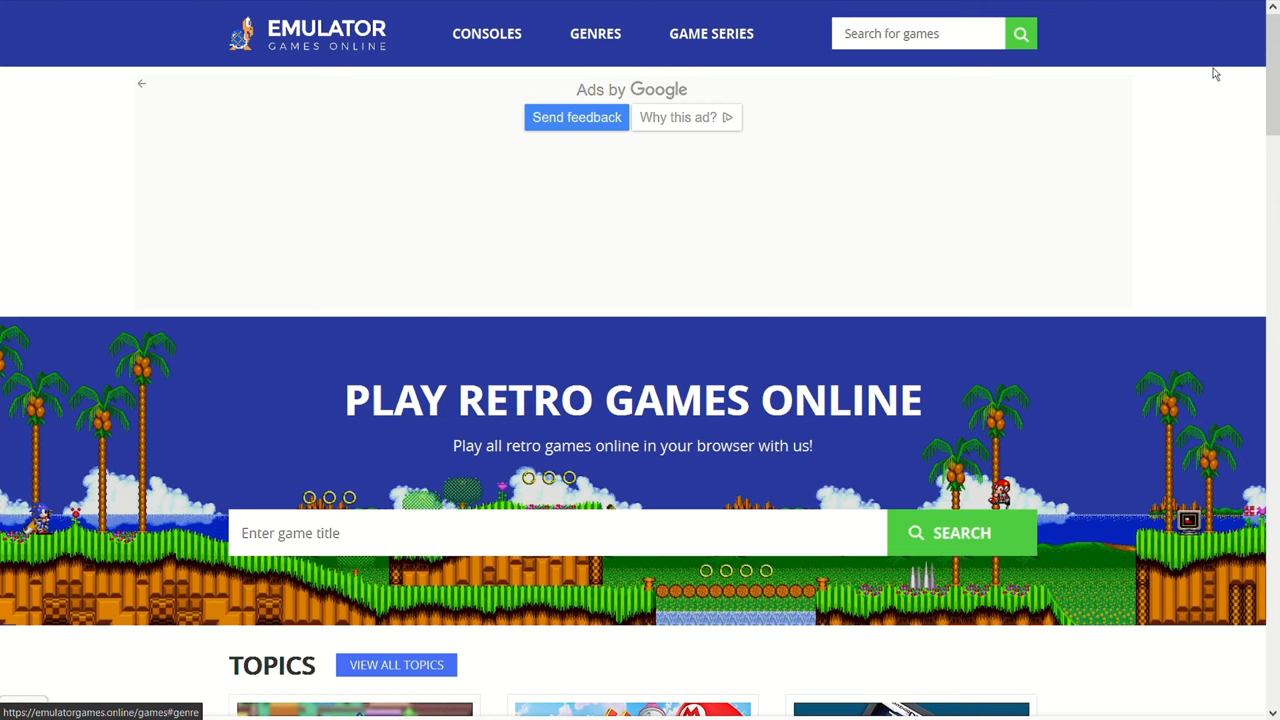 EMULATOR
GAMES ONLINE
CONSOLES
GENRES
GAME SERIES
Search for games
Ads by Google
Send feedback
Why this ad?
PLAY RETRO GAMES ONLINE
Play all retro games online in your browser with us!
Enter game title
SEARCH
TOPICS
VIEW ALL TOPICS
https://emulatorgames.online/games#genre